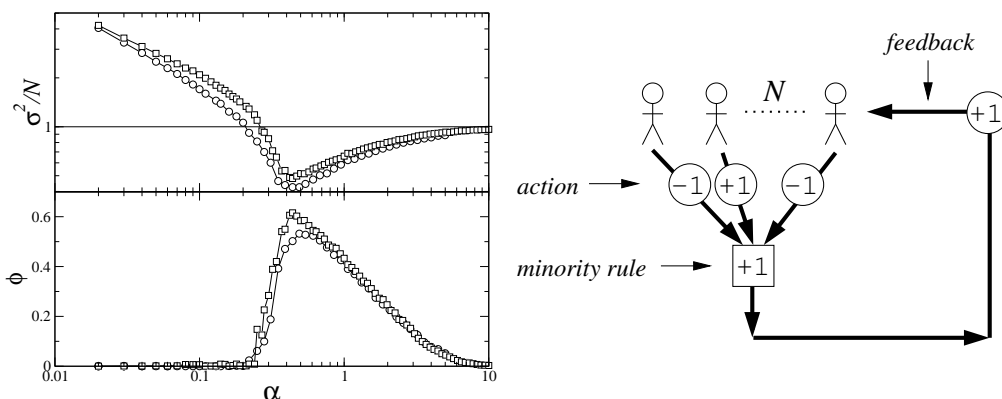 σ²/N
1
0.6
0.4
0.2
0
ϕ
0.01
0.1
1
10
α
feedback
N
+1
action
-1
+1
-1
minority rule
+1